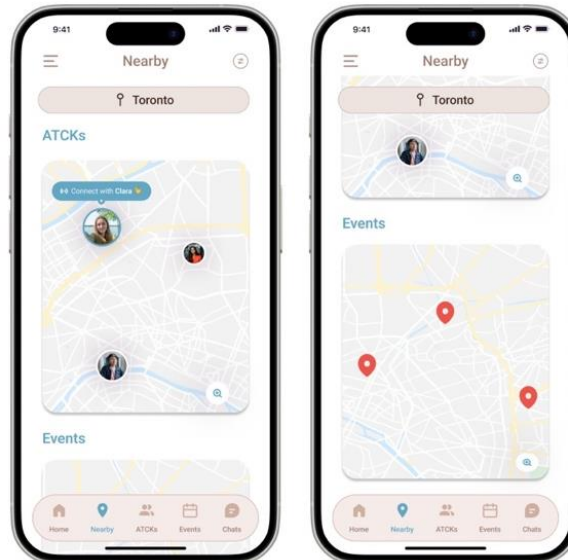 9:41
Nearby
Toronto
ATCKs
Connect with Clara 👋
Events
Home
Nearby
ATCKs
Events
Chats
9:41
Nearby
Toronto
Events
Home
Nearby
ATCKs
Events
Chats